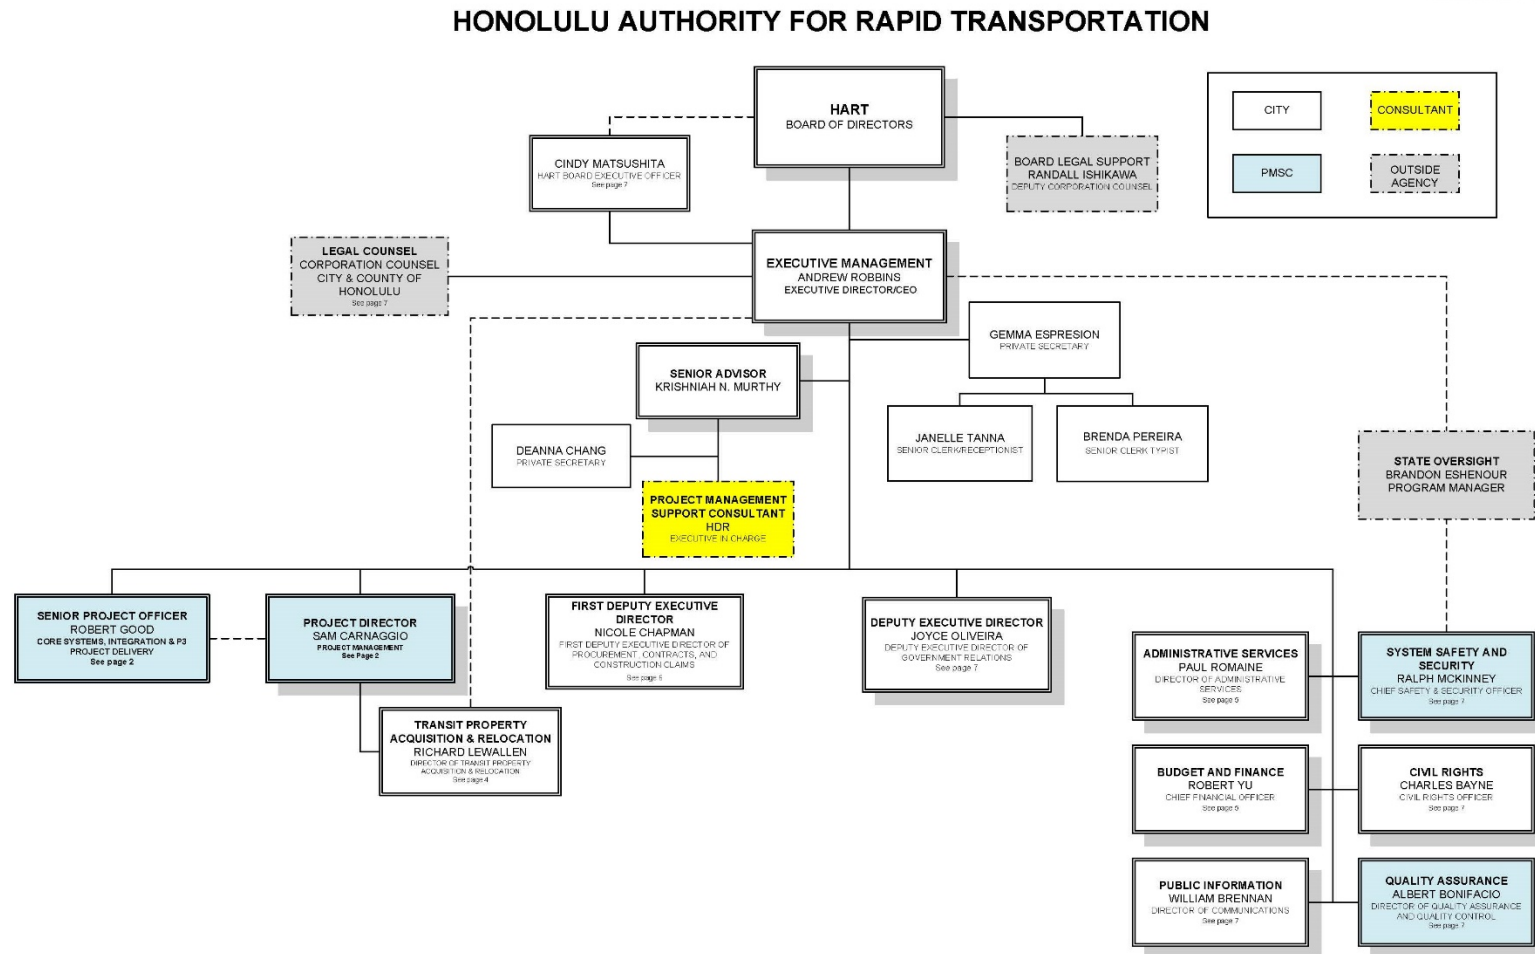 HONOLULU AUTHORITY FOR RAPID TRANSPORTATION
HART
BOARD OF DIRECTORS
CITY
CONSULTANT
PMSC
OUTSIDE
AGENCY
CINDY MATSUSHITA
HART BOARD EXECUTIVE OFFICER
See page 7
BOARD LEGAL SUPPORT
RANDALL ISHIKAWA
DEPUTY CORPORATION COUNSEL
LEGAL COUNSEL
CORPORATION COUNSEL
CITY & COUNTY OF
HONOLULU
See page 7
EXECUTIVE MANAGEMENT
ANDREW ROBBINS
EXECUTIVE DIRECTOR/CEO
GEMMA ESPRESION
PRIVATE SECRETARY
SENIOR ADVISOR
KRISHNIAH N. MURTHY
JANELLE TANNA
SENIOR CLERK/RECEPTIONIST
BRENDA PEREIRA
SENIOR CLERK TYPIST
DEANNA CHANG
PRIVATE SECRETARY
STATE OVERSIGHT
BRANDON ESHENOUR
PROGRAM MANAGER
PROJECT MANAGEMENT
SUPPORT CONSULTANT
HDR
EXECUTIVE IN CHARGE
SENIOR PROJECT OFFICER
ROBERT GOOD
CORE SYSTEMS, INTEGRATION & P3
PROJECT DELIVERY
See page 2
PROJECT DIRECTOR
SAM CARNAGGIO
PROJECT MANAGEMENT
See Page 2
FIRST DEPUTY EXECUTIVE
DIRECTOR
NICOLE CHAPMAN
FIRST DEPUTY EXECUTIVE DIRECTOR OF
PROCUREMENT, CONTRACTS, AND
CONSTRUCTION CLAIMS
See page 6
DEPUTY EXECUTIVE DIRECTOR
JOYCE OLIVEIRA
DEPUTY EXECUTIVE DIRECTOR OF
GOVERNMENT RELATIONS
See page 7
TRANSIT PROPERTY
ACQUISITION & RELOCATION
RICHARD LEWALLEN
DIRECTOR OF TRANSIT PROPERTY
ACQUISITION & RELOCATION
See page 4
ADMINISTRATIVE SERVICES
PAUL ROMAINE
DIRECTOR OF ADMINISTRATIVE
SERVICES
See page 5
SYSTEM SAFETY AND
SECURITY
RALPH MCKINNEY
CHIEF SAFETY & SECURITY OFFICER
See page 7
BUDGET AND FINANCE
ROBERT YU
CHIEF FINANCIAL OFFICER
See page 5
CIVIL RIGHTS
CHARLES BAYNE
CIVIL RIGHTS OFFICER
See page 7
PUBLIC INFORMATION
WILLIAM BRENNAN
DIRECTOR OF COMMUNICATIONS
See page 7
QUALITY ASSURANCE
ALBERT BONIFACIO
DIRECTOR OF QUALITY ASSURANCE
AND QUALITY CONTROL
See page 7